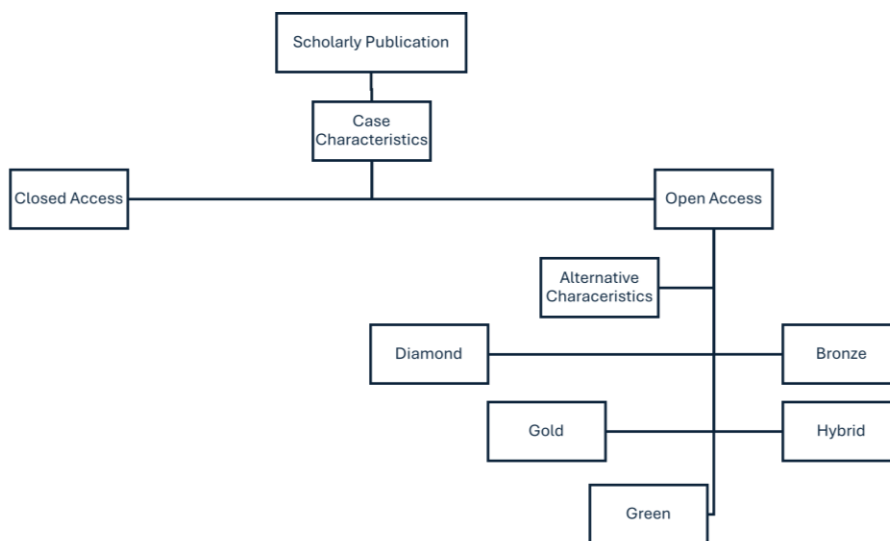 Scholarly Publication
Case
Characteristics
Closed Access
Open Access
Alternative
Characeristics
Diamond
Bronze
Gold
Hybrid
Green